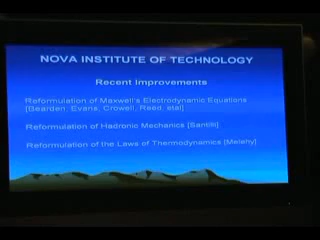 NOVA INSTITUTE OF TECHNOLOGY
Recent Improvements
Reformulation of Maxwell's Electrodynamic Equations
[Bearden, Evans, Crowell, Reed, etal]
Reformulation of Hadronic Mechanics [Santilli]
Reformulation of the Laws of Thermodynamics [Melehy]